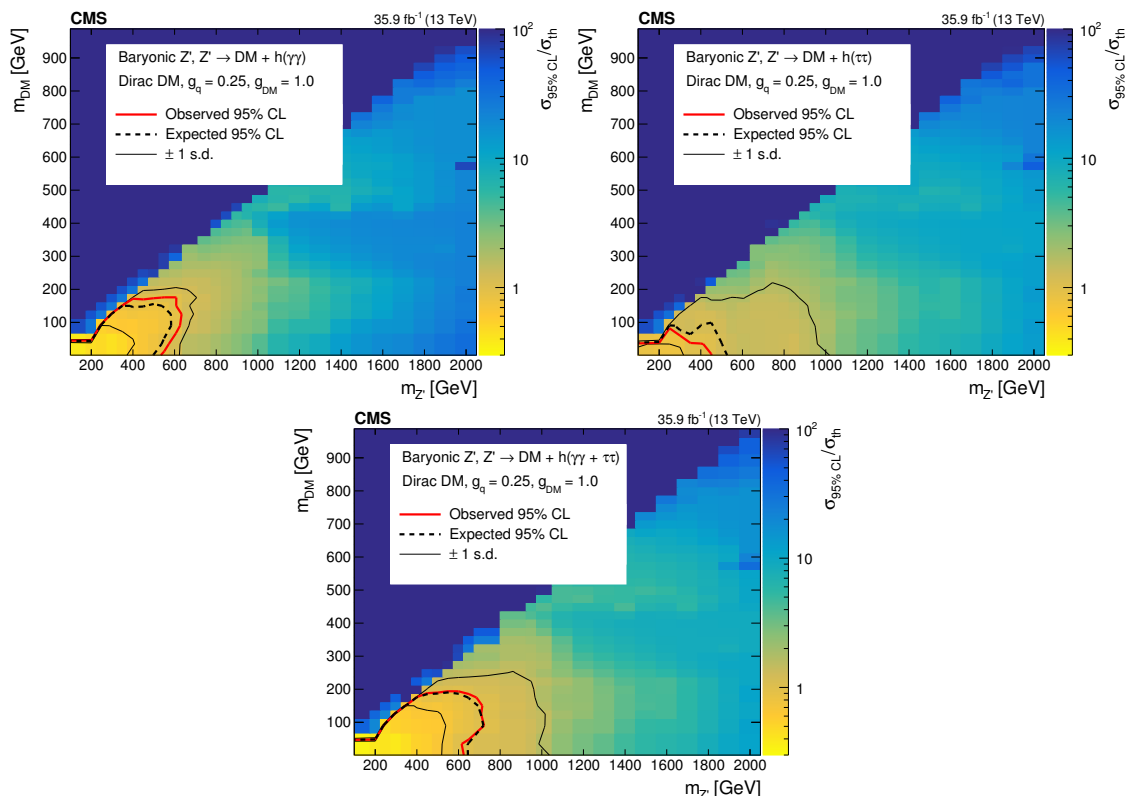 CMS 35.9 fb⁻¹ (13 TeV)
Baryonic Z', Z' → DM + h(γγ)
Dirac DM, g_q = 0.25, g_DM = 1.0
Observed 95% CL
Expected 95% CL
± 1 s.d.
m_DM [GeV]
900
800
700
600
500
400
300
200
100
200 400 600 800 1000 1200 1400 1600 1800 2000
m_Z' [GeV]
10²
10
1
σ_95% CL/σ_th
CMS 35.9 fb⁻¹ (13 TeV)
Baryonic Z', Z' → DM + h(ττ)
Dirac DM, g_q = 0.25, g_DM = 1.0
Observed 95% CL
Expected 95% CL
± 1 s.d.
m_DM [GeV]
900
800
700
600
500
400
300
200
100
200 400 600 800 1000 1200 1400 1600 1800 2000
m_Z' [GeV]
10²
10
1
σ_95% CL/σ_th
CMS 35.9 fb⁻¹ (13 TeV)
Baryonic Z', Z' → DM + h(γγ + ττ)
Dirac DM, g_q = 0.25, g_DM = 1.0
Observed 95% CL
Expected 95% CL
± 1 s.d.
m_DM [GeV]
900
800
700
600
500
400
300
200
100
200 400 600 800 1000 1200 1400 1600 1800 2000
m_Z' [GeV]
10²
10
1
σ_95% CL/σ_th